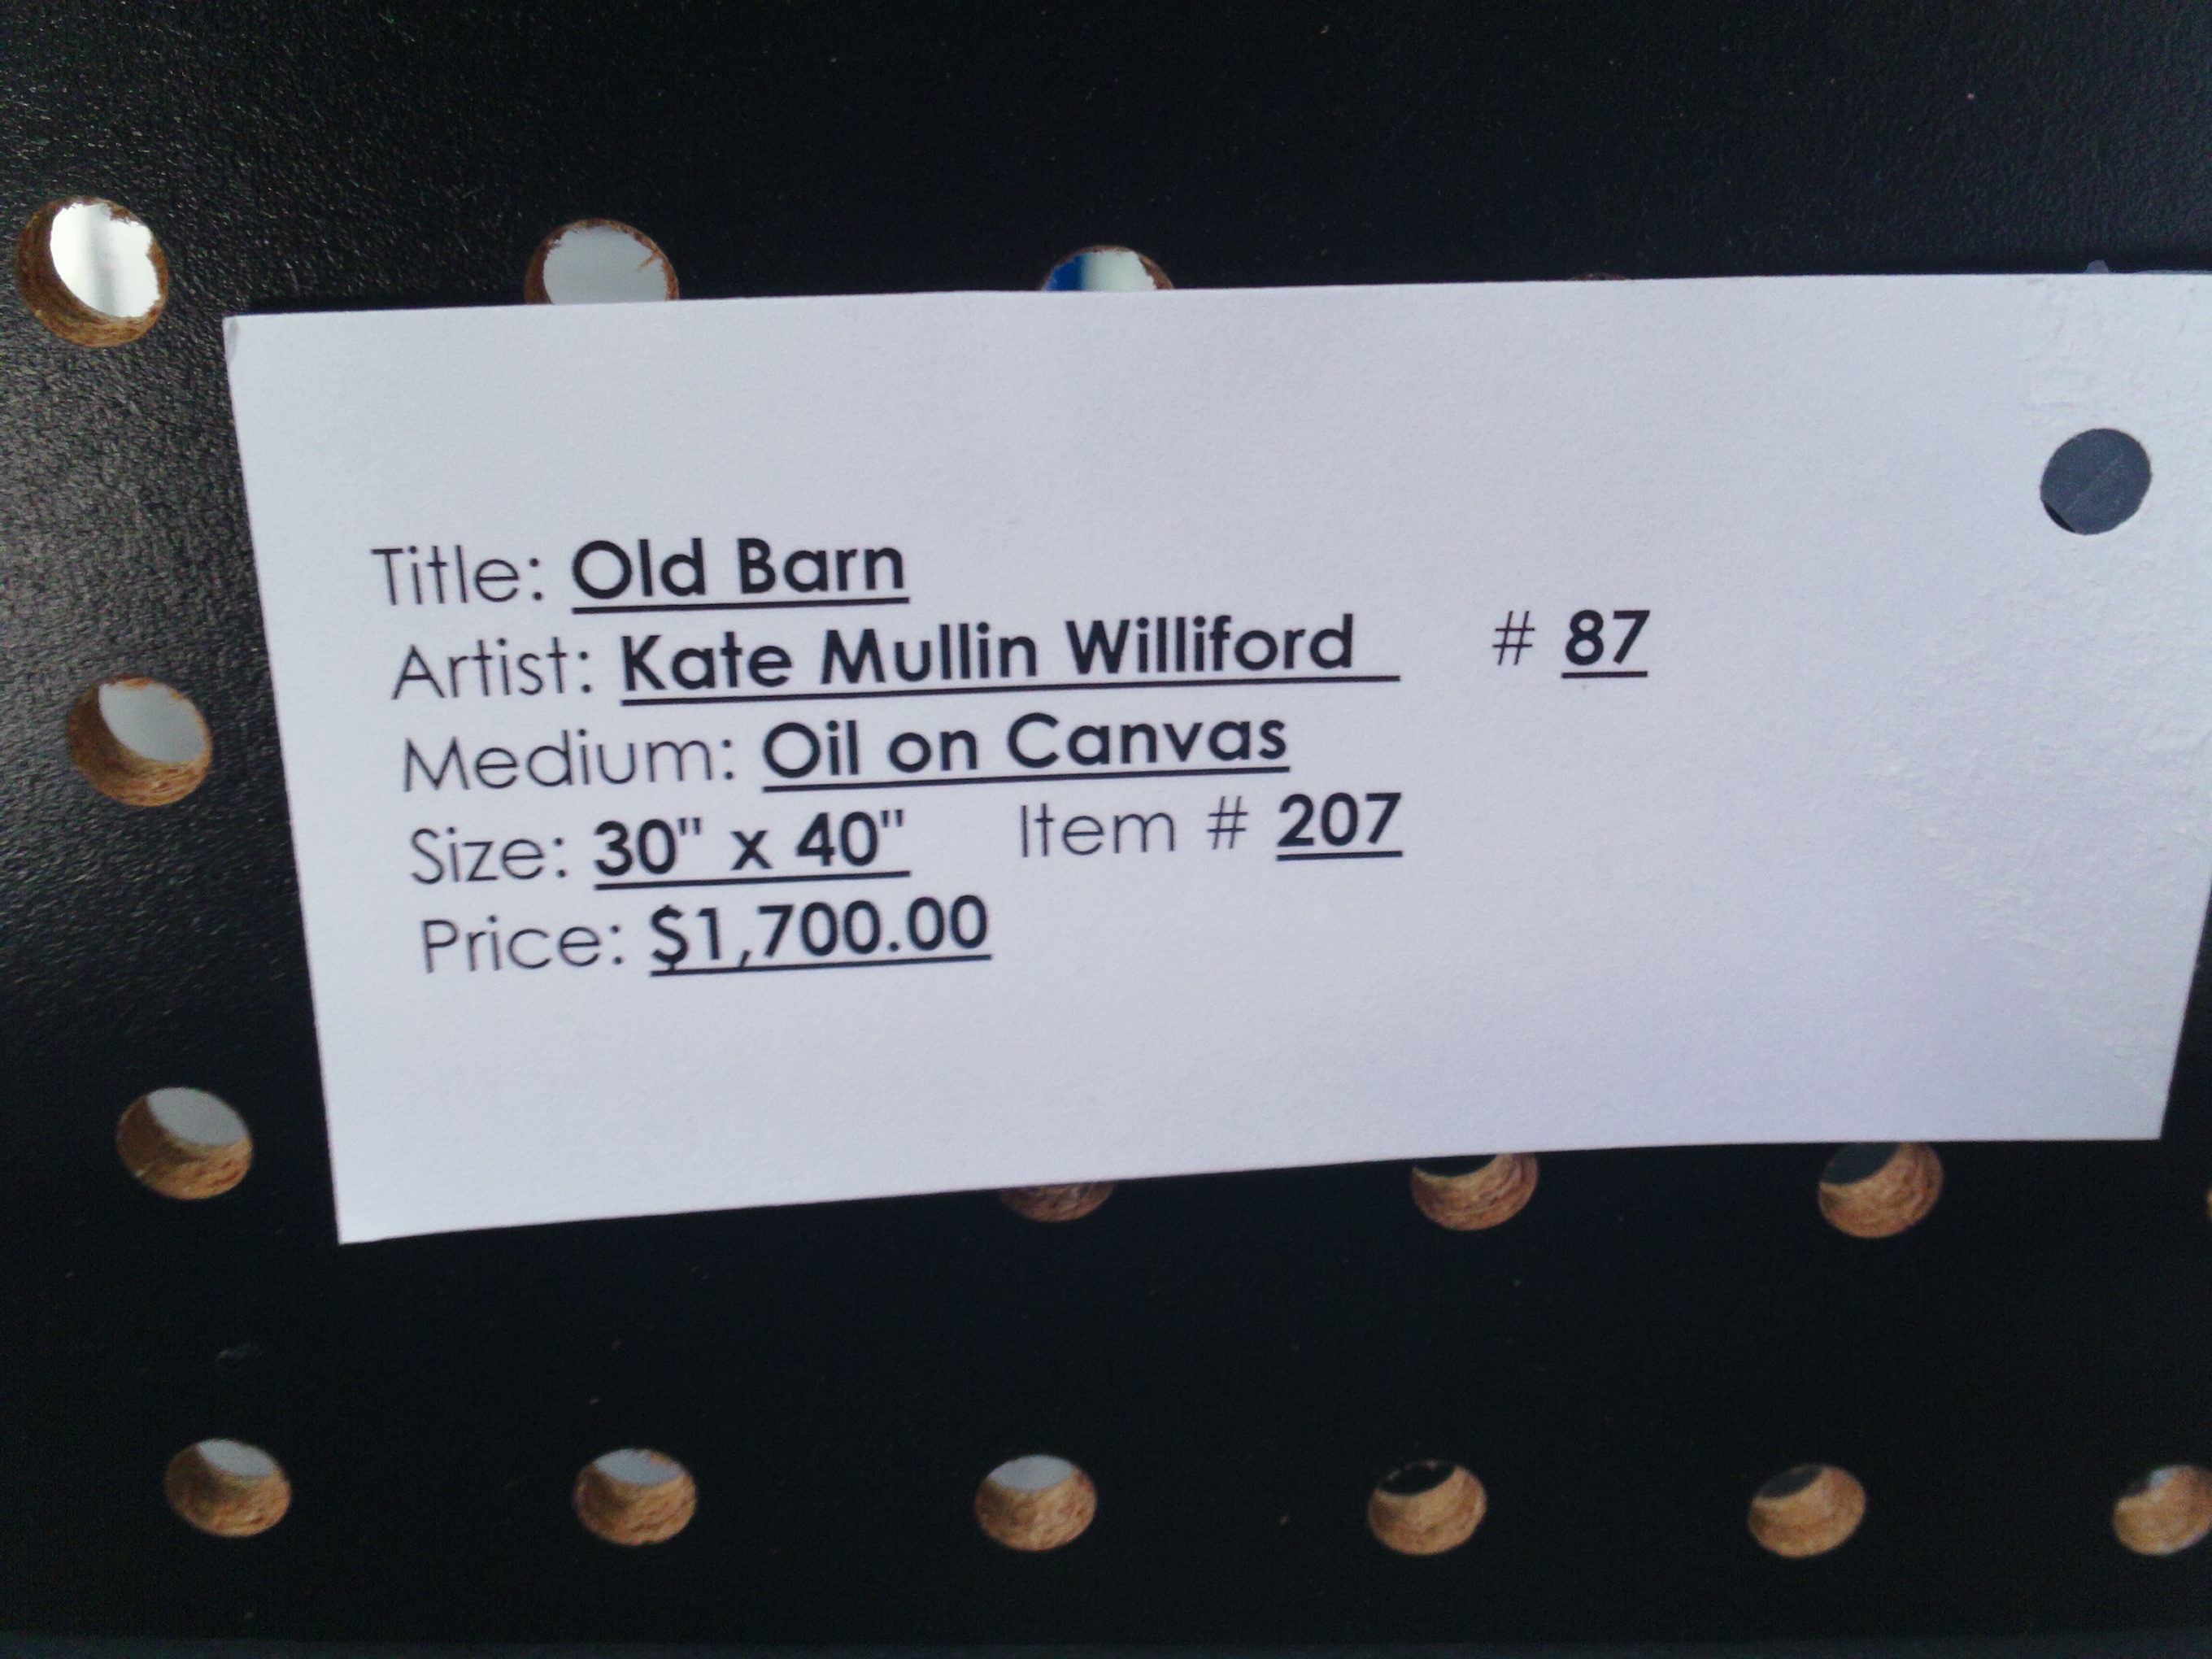 Title: Old Barn
Artist: Kate Mullin Williford # 87
Medium: Oil on Canvas
Size: 30" x 40" Item # 207
Price: $1,700.00